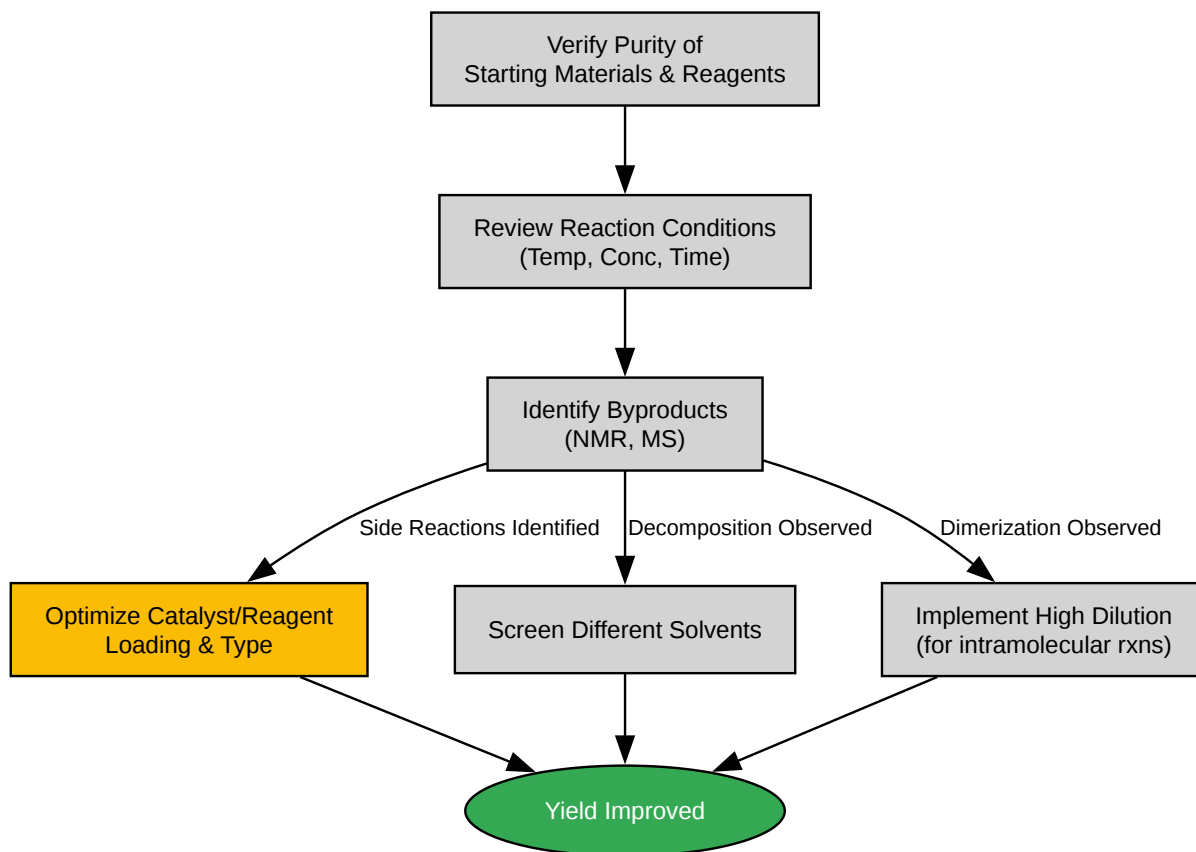 Verify Purity of
Starting Materials & Reagents
Review Reaction Conditions
(Temp, Conc, Time)
Identify Byproducts
(NMR, MS)
Side Reactions Identified
Decomposition Observed
Dimerization Observed
Optimize Catalyst/Reagent
Loading & Type
Screen Different Solvents
Implement High Dilution
(for intramolecular rxns)
Yield Improved